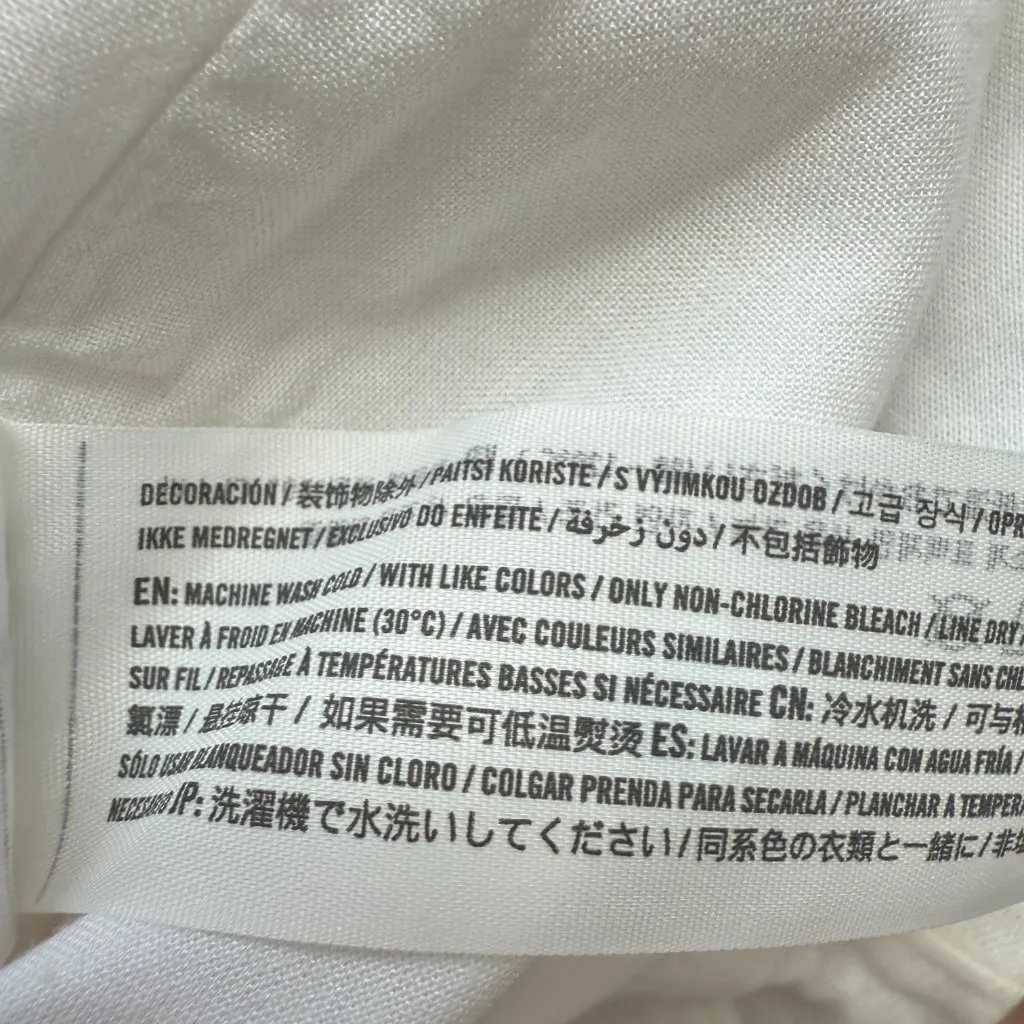 DECORACIÓN / 装飾物除外 / PAITSI KORISTE / S VÝJIMKOU OZDOB / 고급 장식 / OPR
IKKE MEDREGNET / EXCLUSIVO DO ENFEITE / دون زخرفة / 不包括飾物
EN: MACHINE WASH COLD / WITH LIKE COLORS / ONLY NON-CHLORINE BLEACH / LINE DRY
LAVER À FROID EN MACHINE (30°C) / AVEC COULEURS SIMILAIRES / BLANCHIMENT SANS CHL
SUR FIL / REPASSAGE À TEMPÉRATURES BASSES SI NÉCESSAIRE CN: 冷水机洗 / 可与
氯漂 / 悬挂晾干 / 如果需要可低温熨烫 ES: LAVAR A MÁQUINA CON AGUA FRÍA /
SÓLO USAR BLANQUEADOR SIN CLORO / COLGAR PRENDA PARA SECARLA / PLANCHAR A TEMPER
NECESARIO JP: 洗濯機で水洗いしてください / 同系色の衣類と一緒に / 非